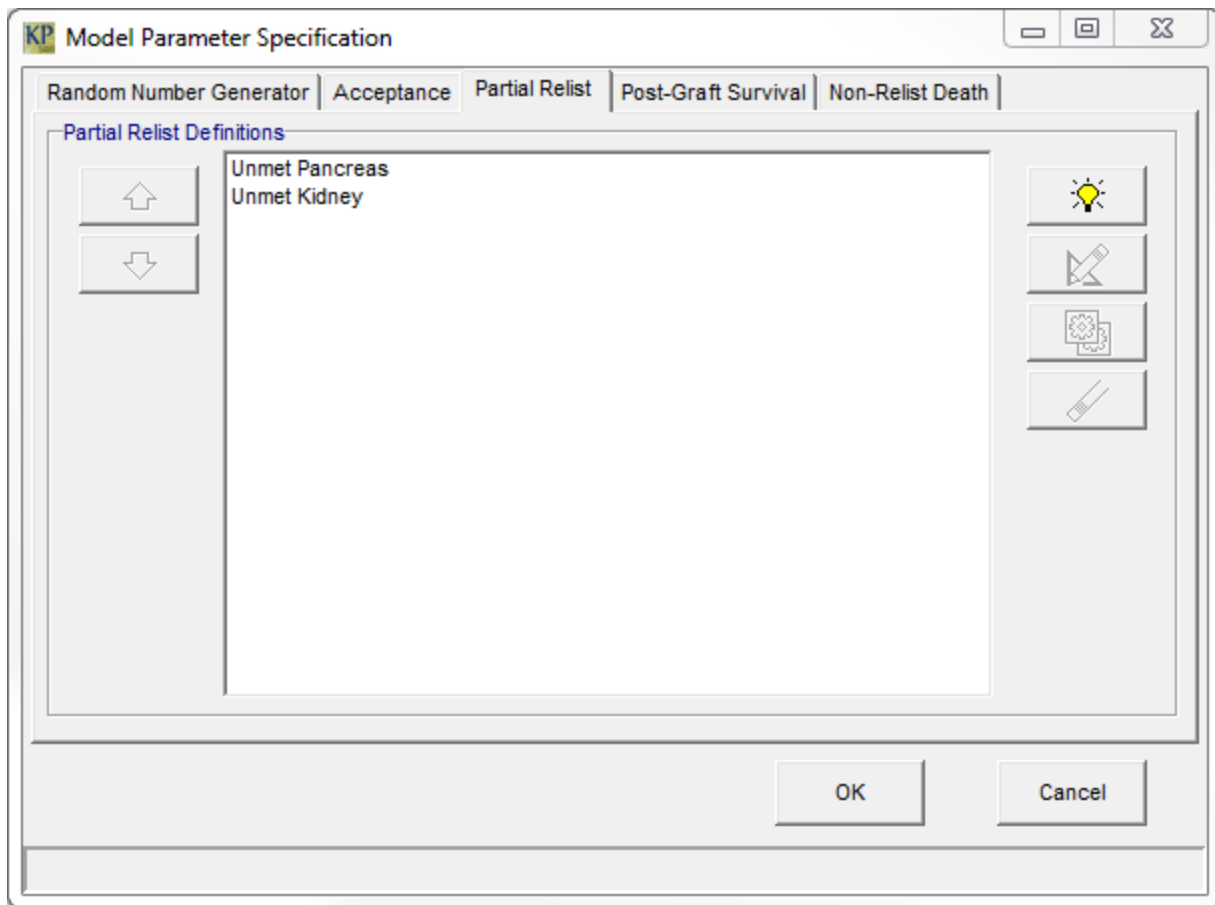 KP Model Parameter Specification
Random Number Generator Acceptance Partial Relist Post-Graft Survival Non-Relist Death
Partial Relist Definitions
Unmet Pancreas
Unmet Kidney
OK Cancel